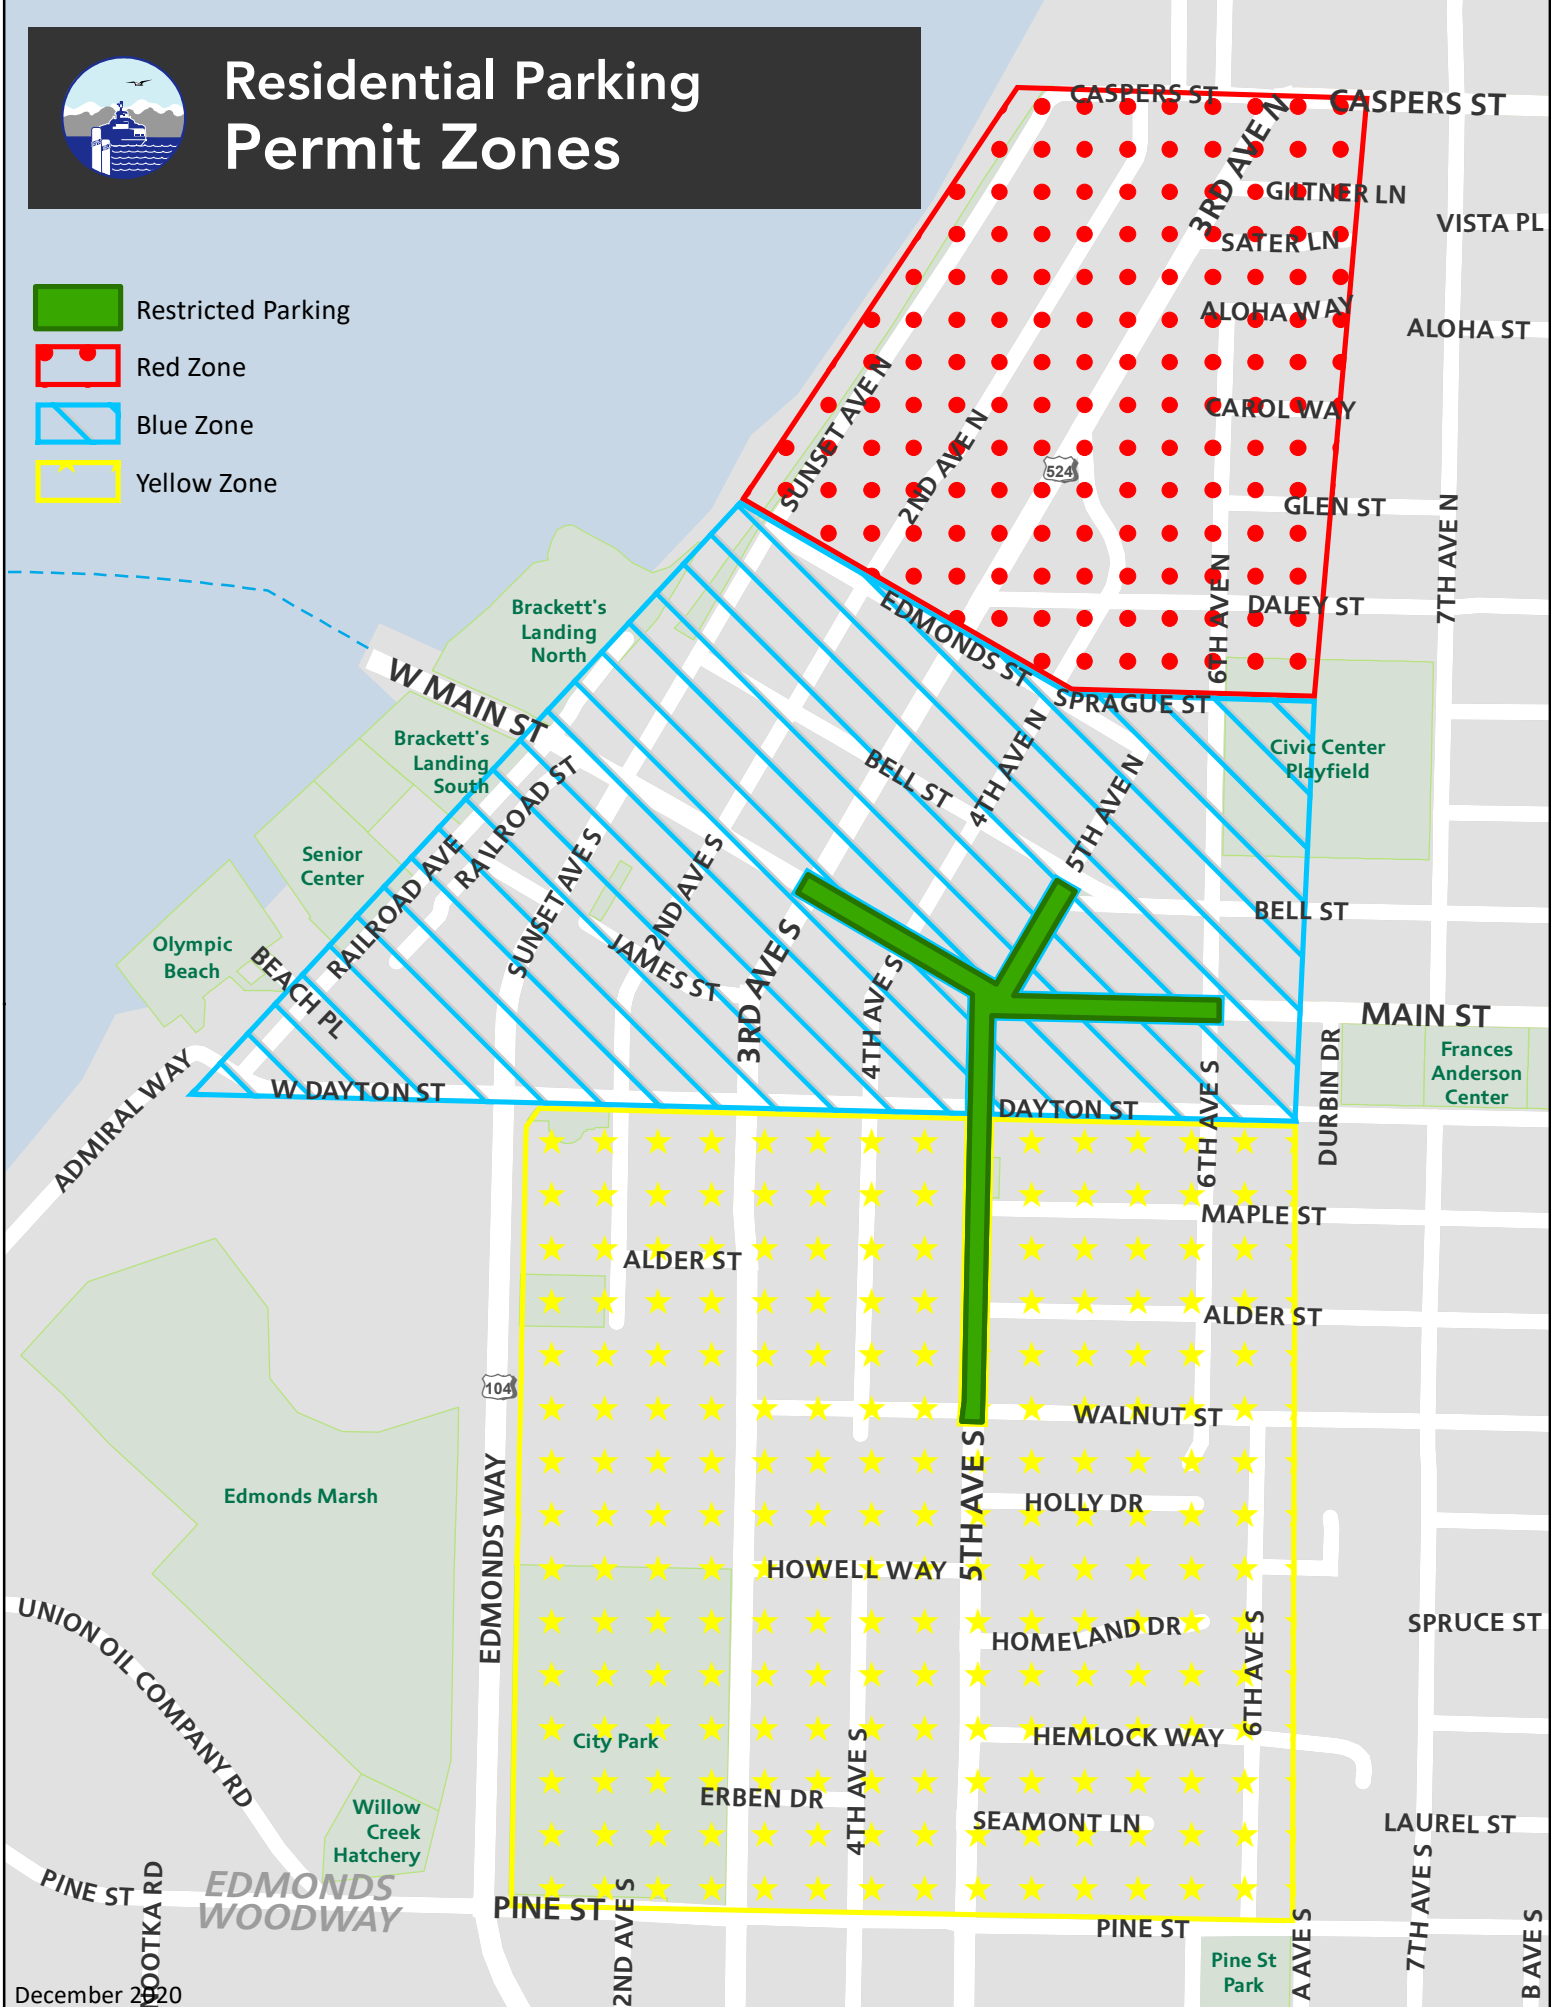 Residential Parking
Permit Zones
Restricted Parking
Red Zone
Blue Zone
Yellow Zone
CASPERS ST
CASPERS ST
3RD AVE N
GILTNER LN
VISTA PL
SATER LN
ALOHA WAY
ALOHA ST
SUNSET AVE N
2ND AVE N
CAROL WAY
524
GLEN ST
7TH AVE N
6TH AVE N
DALEY ST
EDMONDS ST
SPRAGUE ST
Brackett's
Landing
North
W MAIN ST
Brackett's
Landing
South
Civic Center
Playfield
BELL ST
4TH AVE N
5TH AVE N
RAILROAD ST
RAILROAD AVE
Senior
Center
SUNSET AVE S
2ND AVE S
BELL ST
Olympic
Beach
BEACH PL
JAMES ST
3RD AVE S
4TH AVE S
MAIN ST
Frances
Anderson
Center
DURBIN DR
ADMIRAL WAY
W DAYTON ST
DAYTON ST
6TH AVE S
MAPLE ST
ALDER ST
ALDER ST
104
WALNUT ST
EDMONDS WAY
5TH AVE S
Edmonds Marsh
HOLLY DR
HOWELL WAY
UNION OIL COMPANY RD
HOMELAND DR
6TH AVE S
SPRUCE ST
City Park
HEMLOCK WAY
4TH AVE S
ERBEN DR
SEAMONT LN
LAUREL ST
Willow
Creek
Hatchery
7TH AVE S
PINE ST
EDMONDS
WOODWAY
NOOTKA RD
PINE ST
2ND AVE S
PINE ST
Pine St
Park
A AVE S
B AVE S
December 2020